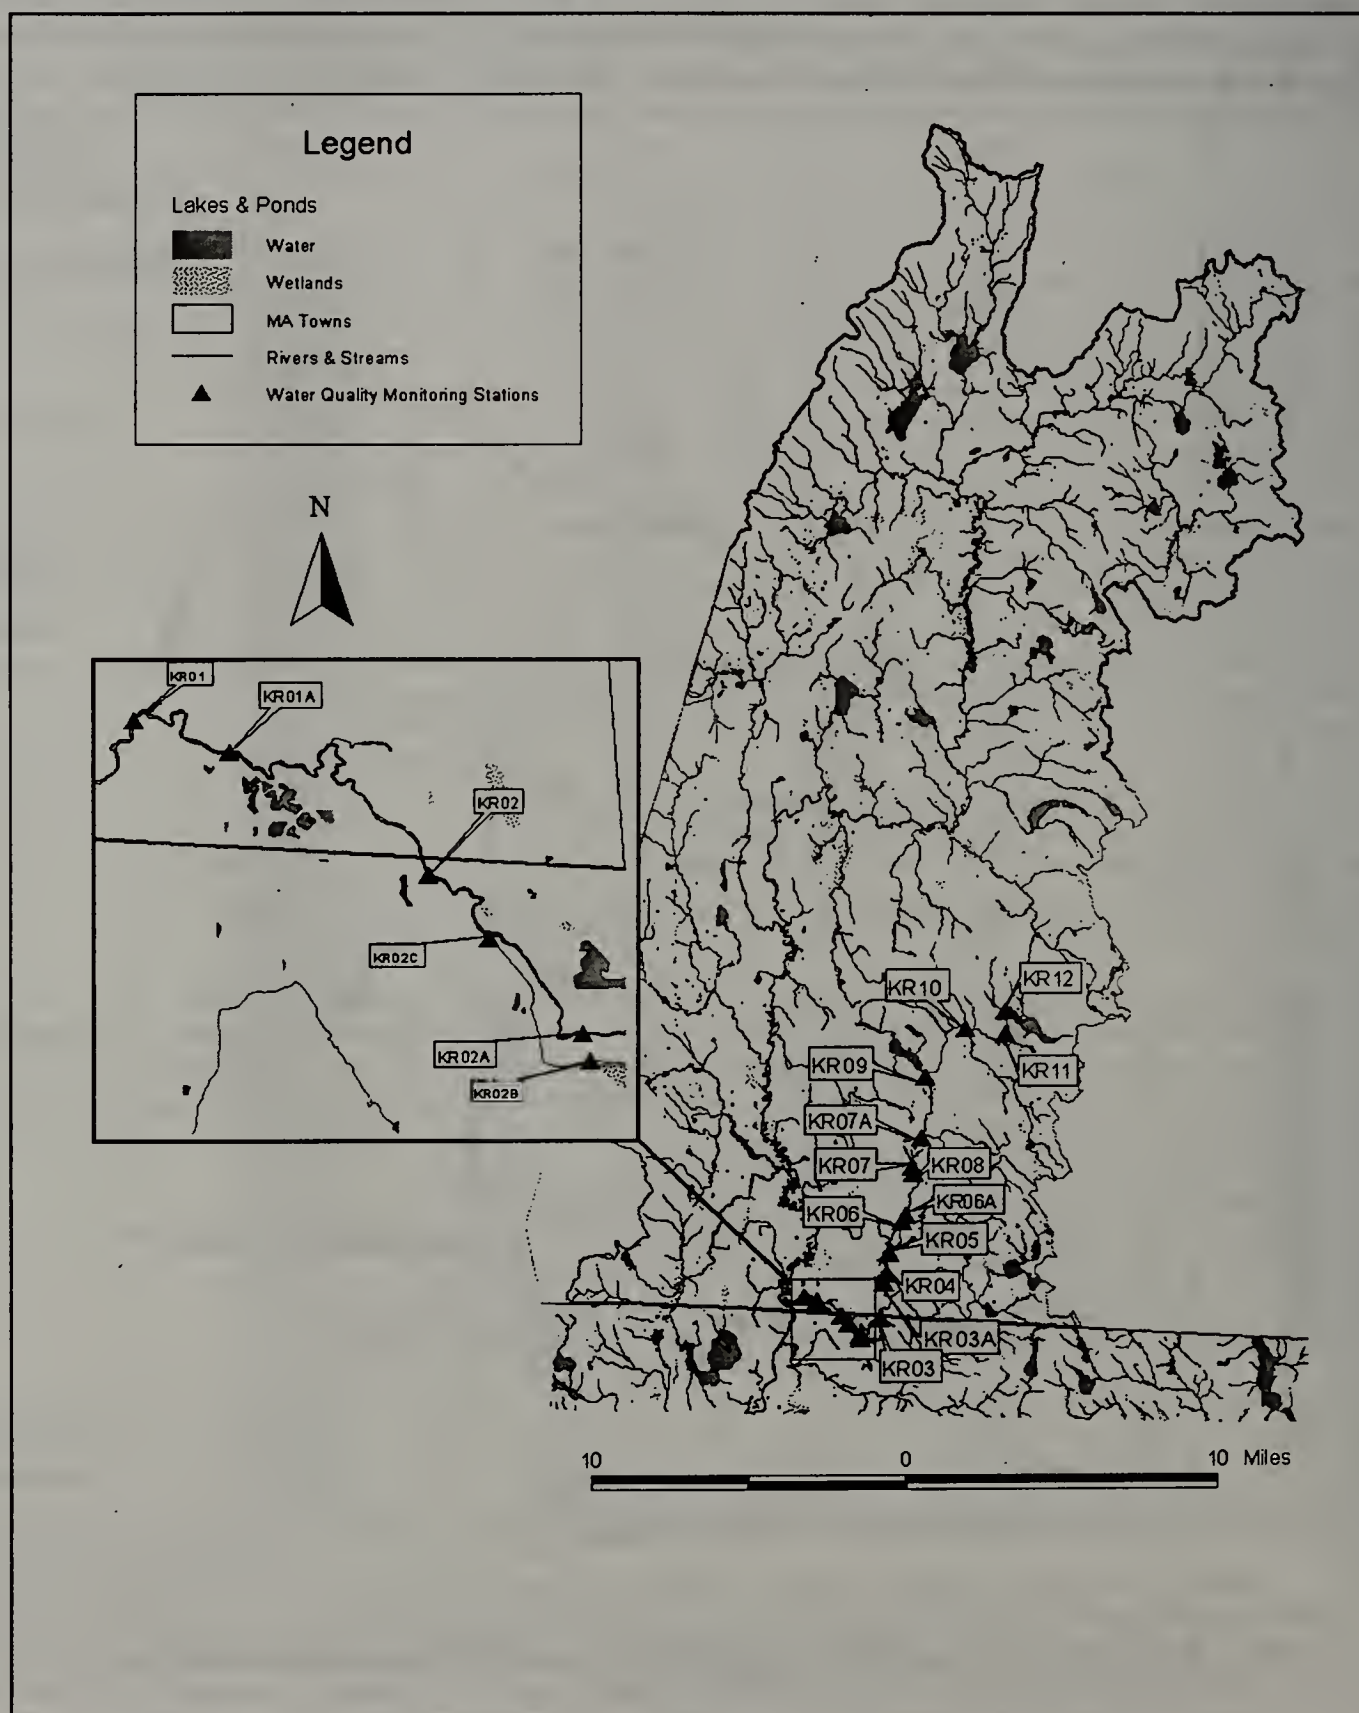 Legend
Lakes & Ponds
Water
Wetlands
MA Towns
Rivers & Streams
Water Quality Monitoring Stations
N
KR01
KR01A
KR02
KR02C
KR02A
KR02B
KR10
KR12
KR09
KR11
KR07A
KR07
KR08
KR06
KR06A
KR05
KR04
KR03A
KR03
10 0 10 Miles